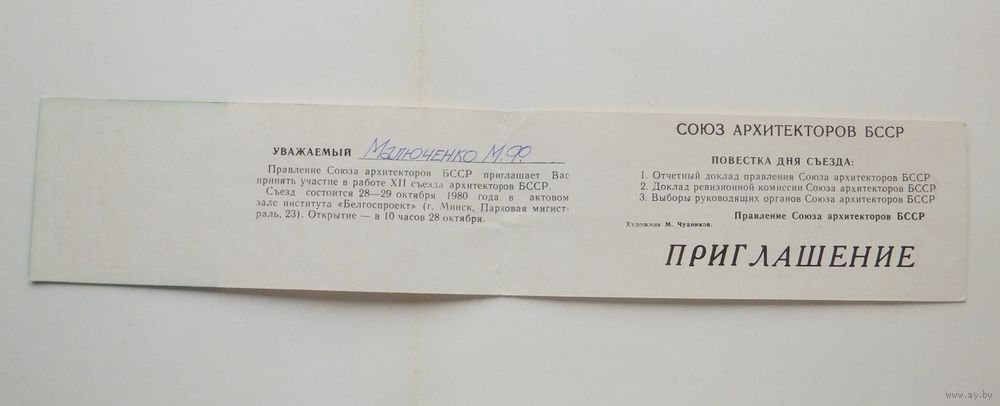 УВАЖАЕМЫЙ Малюченко М.Ф.
Правление Союза архитекторов БССР приглашает Вас
принять участие в работе XII съезда архитекторов БССР.
Съезд состоится 28—29 октября 1980 года в актовом
зале института «Белгоспроект» (г. Минск, Парковая магист-
раль, 23). Открытие — в 10 часов 28 октября.
СОЮЗ АРХИТЕКТОРОВ БССР
ПОВЕСТКА ДНЯ СЪЕЗДА:
1. Отчетный доклад правления Союза архитекторов БССР
2. Доклад ревизионной комиссии Союза архитекторов БССР
3. Выборы руководящих органов Союза архитекторов БССР
Правление Союза архитекторов БССР
Художник М. Чудников.
ПРИГЛАШЕНИЕ
www.ay.by